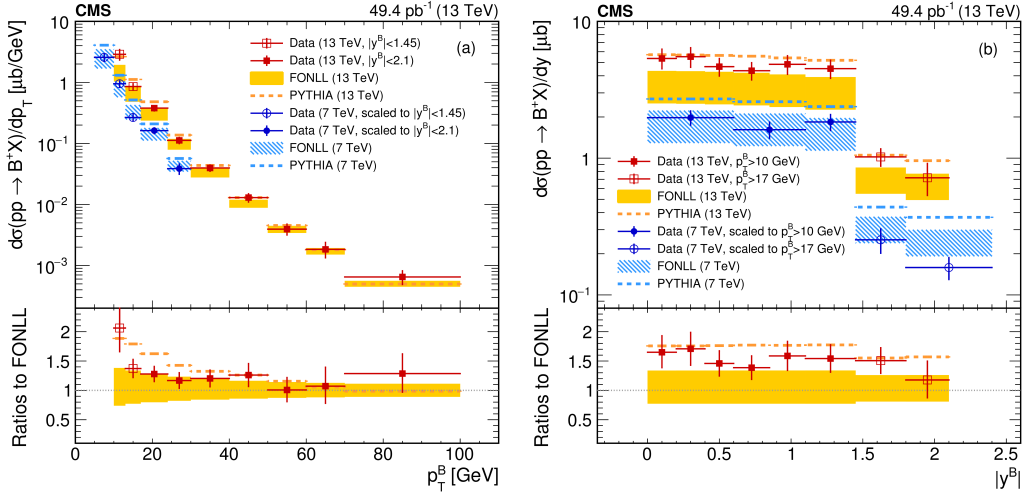 CMS 49.4 pb⁻¹ (13 TeV)
dσ(pp → B⁺X)/dp_T [μb/GeV]
(a)
Data (13 TeV, |y^B|<1.45)
Data (13 TeV, |y^B|<2.1)
FONLL (13 TeV)
PYTHIA (13 TeV)
Data (7 TeV, scaled to |y^B|<1.45)
Data (7 TeV, scaled to |y^B|<2.1)
FONLL (7 TeV)
PYTHIA (7 TeV)
10
1
10⁻¹
10⁻²
10⁻³
Ratios to FONLL
2
1.5
1
0.5
0 20 40 60 80 100
p_T^B [GeV]
CMS 49.4 pb⁻¹ (13 TeV)
dσ(pp → B⁺X)/dy [μb]
(b)
10
1
10⁻¹
Data (13 TeV, p_T^B>10 GeV)
Data (13 TeV, p_T^B>17 GeV)
FONLL (13 TeV)
PYTHIA (13 TeV)
Data (7 TeV, scaled to p_T^B>10 GeV)
Data (7 TeV, scaled to p_T^B>17 GeV)
FONLL (7 TeV)
PYTHIA (7 TeV)
Ratios to FONLL
2
1.5
1
0.5
0 0.5 1 1.5 2 2.5
|y^B|